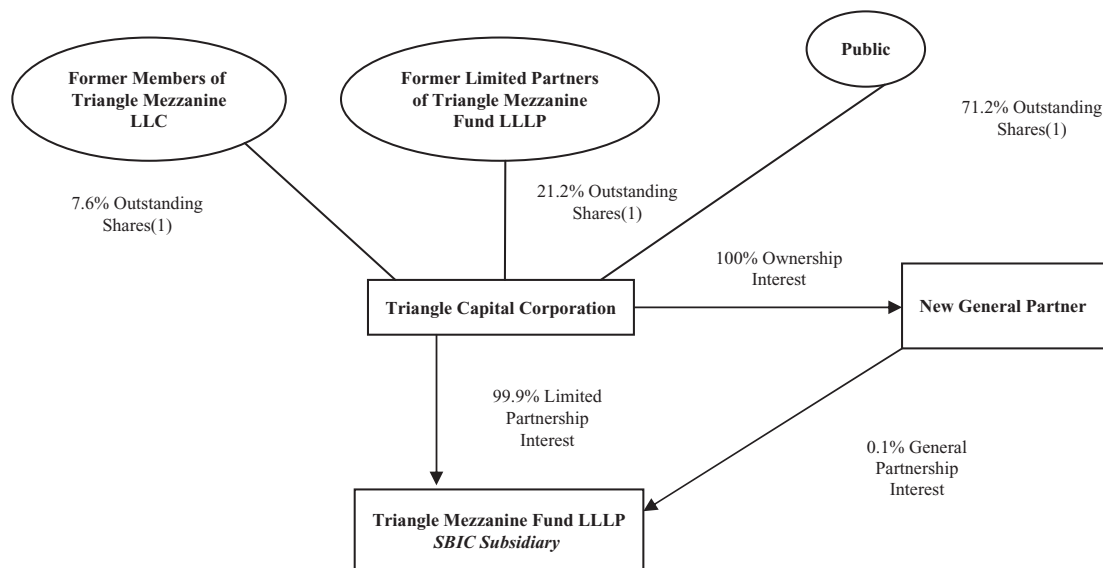 Public
Former Members of
Triangle Mezzanine
LLC
Former Limited Partners
of Triangle Mezzanine
Fund LLLP
71.2% Outstanding
Shares(1)
7.6% Outstanding
Shares(1)
21.2% Outstanding
Shares(1)
100% Ownership
Interest
Triangle Capital Corporation
New General Partner
99.9% Limited
Partnership
Interest
0.1% General
Partnership
Interest
Triangle Mezzanine Fund LLLP
SBIC Subsidiary